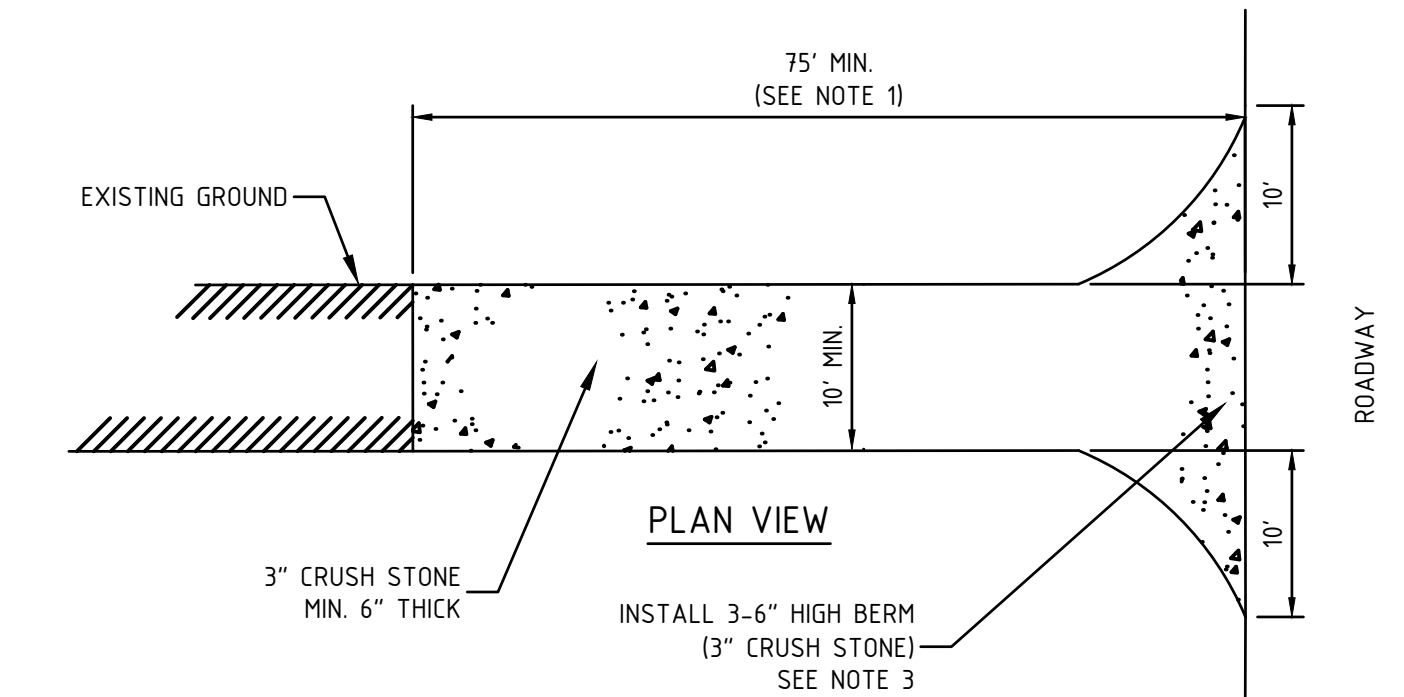 75' MIN.
(SEE NOTE 1)
EXISTING GROUND
10'
10' MIN.
ROADWAY
PLAN VIEW
10'
3" CRUSH STONE
MIN. 6" THICK
INSTALL 3-6" HIGH BERM
(3" CRUSH STONE)
SEE NOTE 3